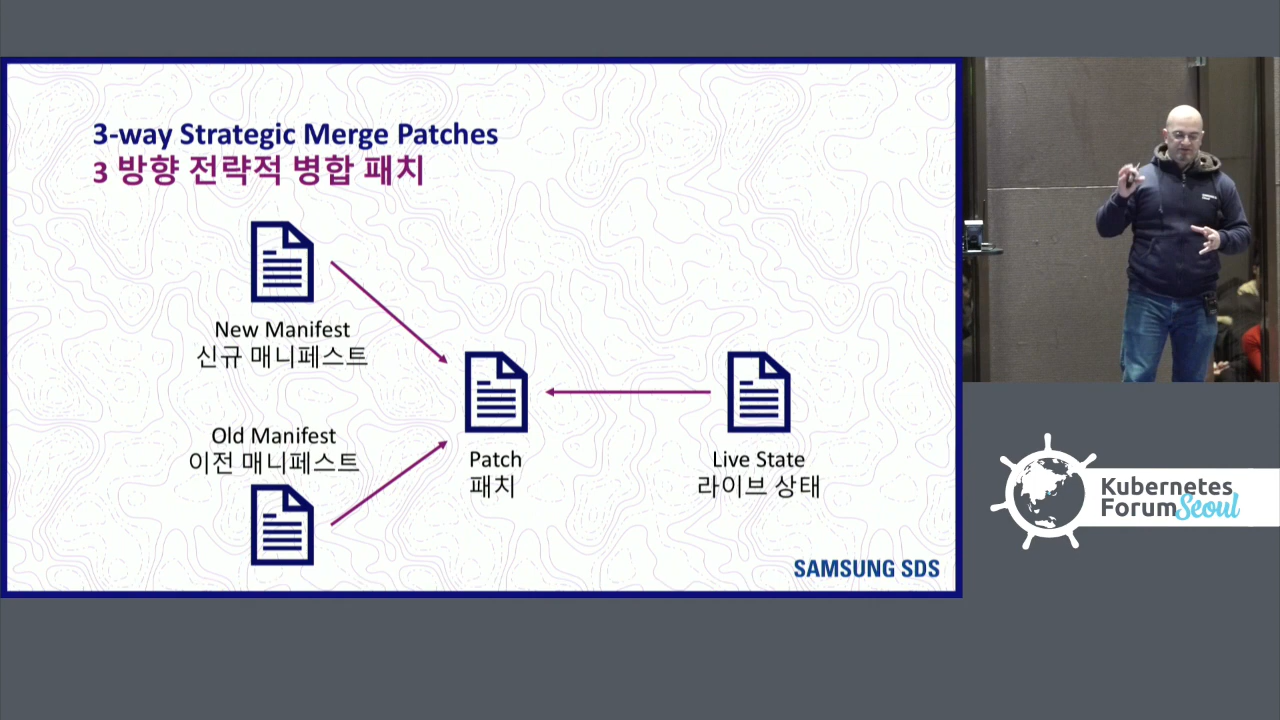 3-way Strategic Merge Patches
3 방향 전략적 병합 패치
New Manifest
신규 매니페스트
Old Manifest
이전 매니페스트
Patch
패치
Live State
라이브 상태
SAMSUNG SDS
Kubernetes
Forum Seoul